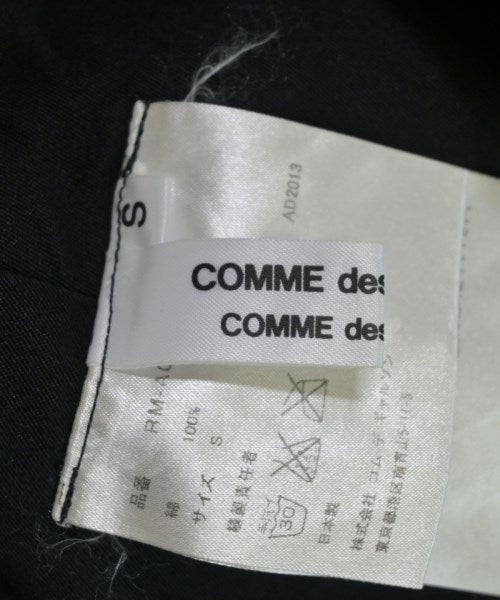 COMME des
COMME des
S
AD2013
品番 RM-A0
綿 100%
サイズ S
縫製責任者
30
日本製
株式会社 コム デ ギャルソン
東京都港区南青山5-11-5